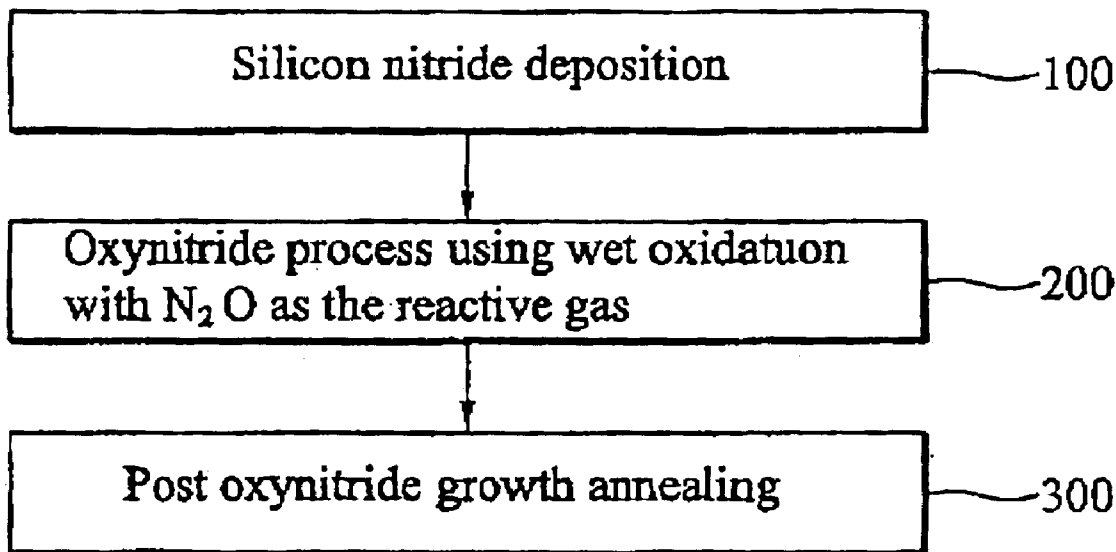 Silicon nitride deposition
100
Oxynitride process using wet oxidatuon
with N₂ O as the reactive gas
200
Post oxynitride growth annealing
300